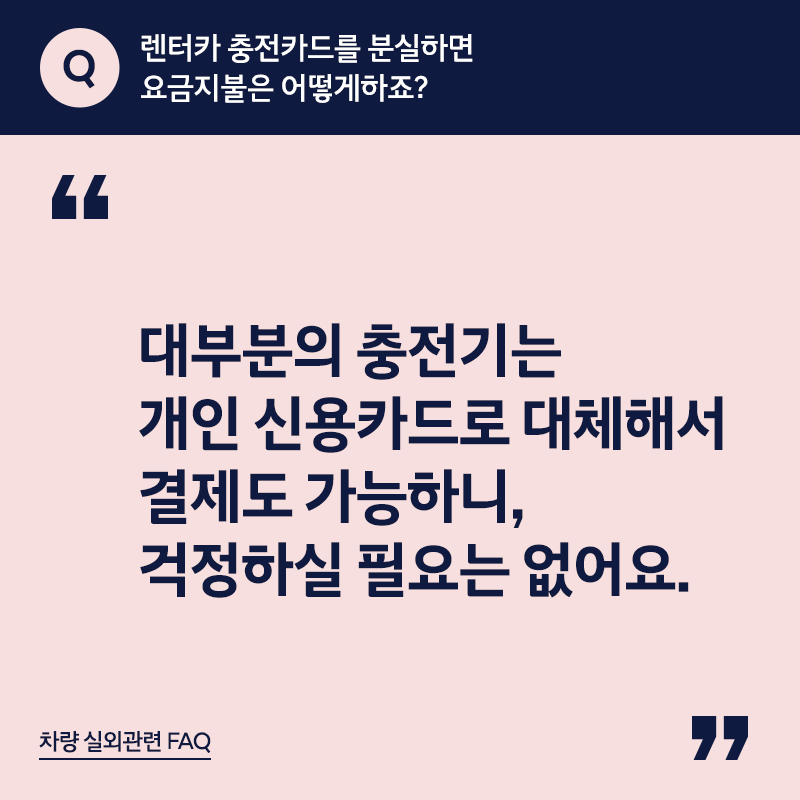 Q
렌터카 충전카드를 분실하면
요금지불은 어떻게하죠?
“
대부분의 충전기는
개인 신용카드로 대체해서
결제도 가능하니,
걱정하실 필요는 없어요.
”
차량 실외관련 FAQ